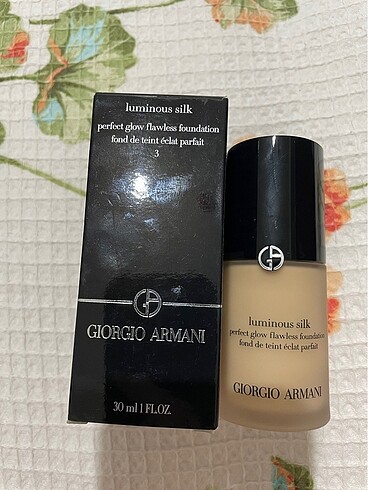 luminous silk
perfect glow flawless foundation
fond de teint éclat parfait
3
GIORGIO ARMANI
30 ml 1 FL.OZ.
luminous silk
perfect glow flawless foundation
fond de teint éclat parfait
GIORGIO ARMANI